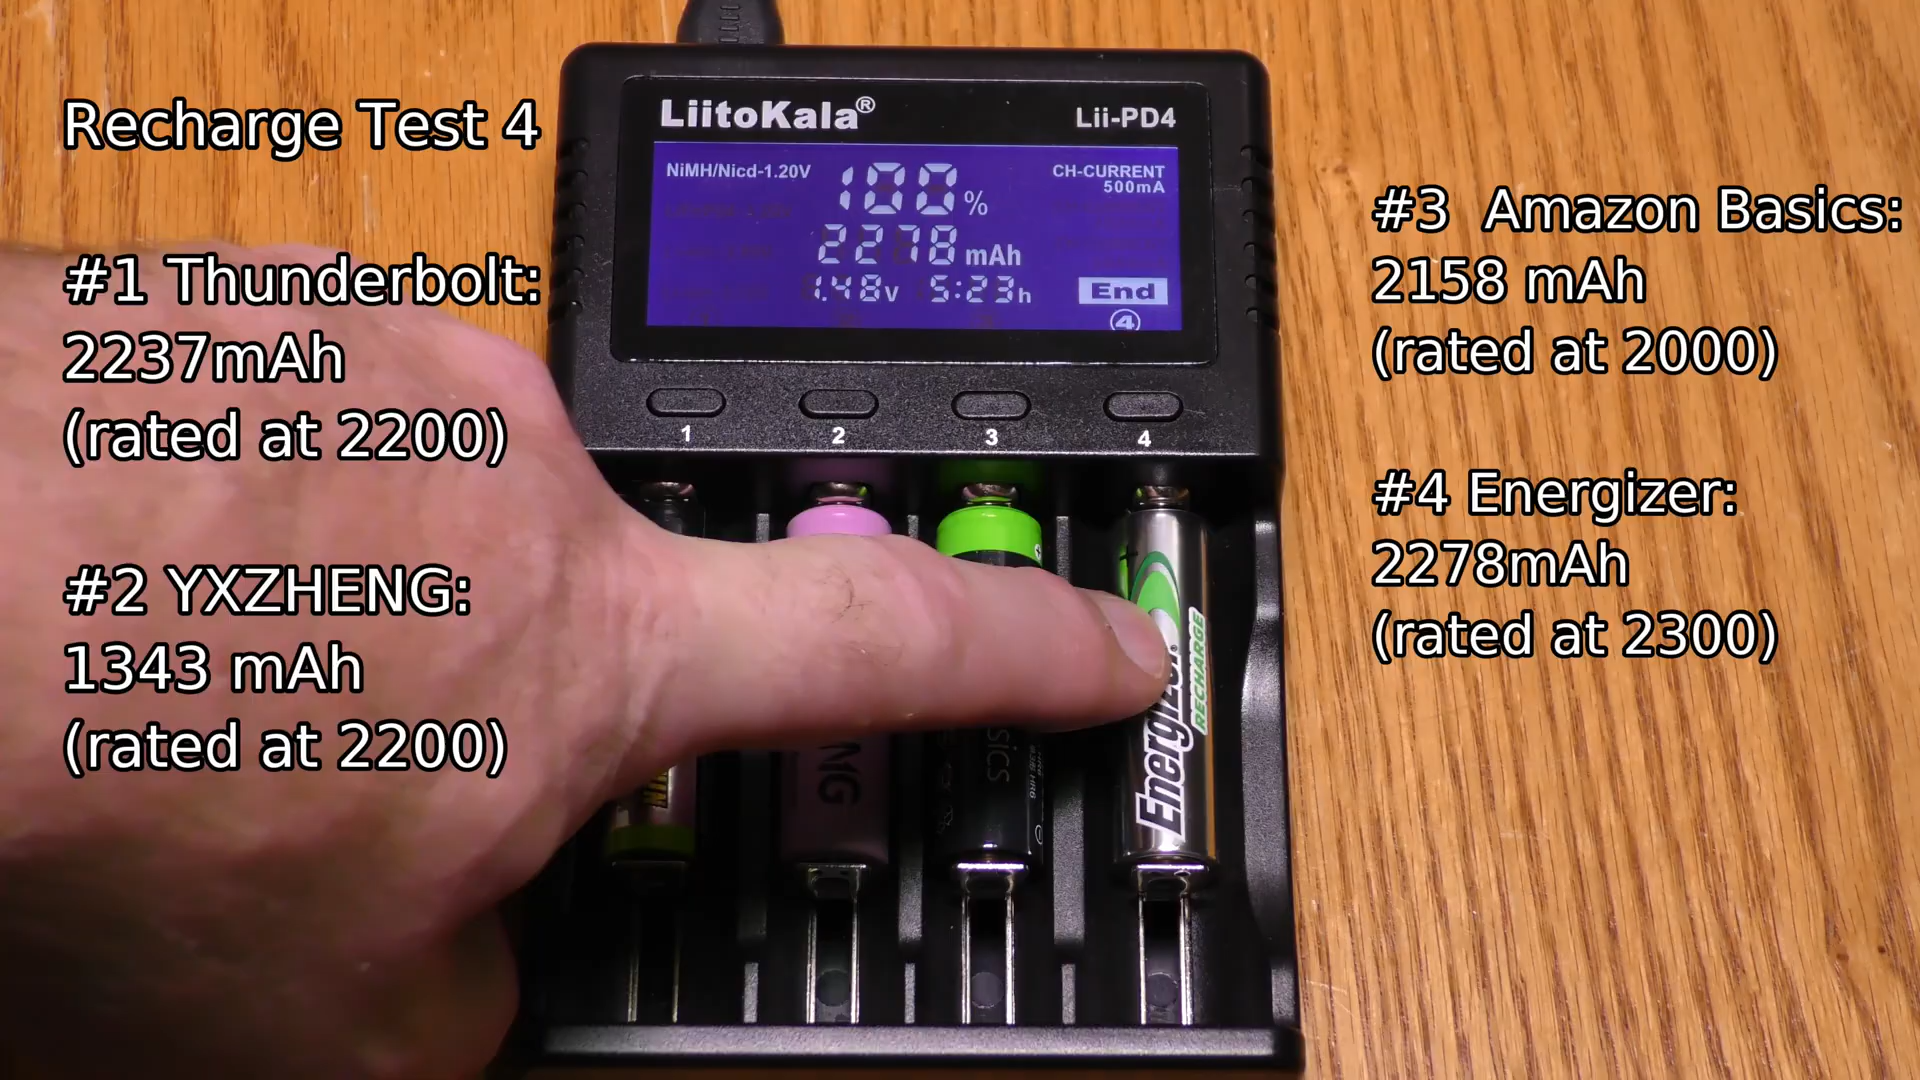 Recharge Test 4
#1 Thunderbolt:
2237mAh
(rated at 2200)
#2 YXZHENG:
1343 mAh
(rated at 2200)
LiitoKala®
Lii-PD4
NiMH/Nicd-1.20V
100%
CH-CURRENT
500mA
2278 mAh
1.48v 5:23h
End
④
1 2 3 4
Energizer®
RECHARGE
#3 Amazon Basics:
2158 mAh
(rated at 2000)
#4 Energizer:
2278mAh
(rated at 2300)